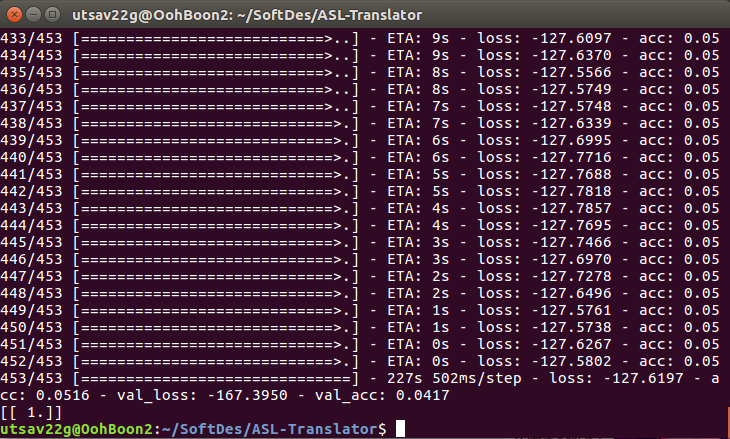 utsav22g@OohBoon2: ~/SoftDes/ASL-Translator
433/453 [============================>..] - ETA: 9s - loss: -127.6097 - acc: 0.05
434/453 [============================>..] - ETA: 9s - loss: -127.6370 - acc: 0.05
435/453 [============================>..] - ETA: 8s - loss: -127.5566 - acc: 0.05
436/453 [============================>..] - ETA: 8s - loss: -127.5749 - acc: 0.05
437/453 [============================>..] - ETA: 7s - loss: -127.5748 - acc: 0.05
438/453 [=============================>.] - ETA: 7s - loss: -127.6339 - acc: 0.05
439/453 [=============================>.] - ETA: 6s - loss: -127.6995 - acc: 0.05
440/453 [=============================>.] - ETA: 6s - loss: -127.7716 - acc: 0.05
441/453 [=============================>.] - ETA: 5s - loss: -127.7688 - acc: 0.05
442/453 [=============================>.] - ETA: 5s - loss: -127.7818 - acc: 0.05
443/453 [=============================>.] - ETA: 4s - loss: -127.7857 - acc: 0.05
444/453 [=============================>.] - ETA: 4s - loss: -127.7695 - acc: 0.05
445/453 [=============================>.] - ETA: 3s - loss: -127.7466 - acc: 0.05
446/453 [=============================>.] - ETA: 3s - loss: -127.6970 - acc: 0.05
447/453 [=============================>.] - ETA: 2s - loss: -127.7278 - acc: 0.05
448/453 [=============================>.] - ETA: 2s - loss: -127.6496 - acc: 0.05
449/453 [=============================>.] - ETA: 1s - loss: -127.5761 - acc: 0.05
450/453 [=============================>.] - ETA: 1s - loss: -127.5738 - acc: 0.05
451/453 [=============================>.] - ETA: 0s - loss: -127.6267 - acc: 0.05
452/453 [=============================>.] - ETA: 0s - loss: -127.5802 - acc: 0.05
453/453 [===============================] - 227s 502ms/step - loss: -127.6197 - a
cc: 0.0516 - val_loss: -167.3950 - val_acc: 0.0417
[[ 1.]]
utsav22g@OohBoon2:~/SoftDes/ASL-Translator$